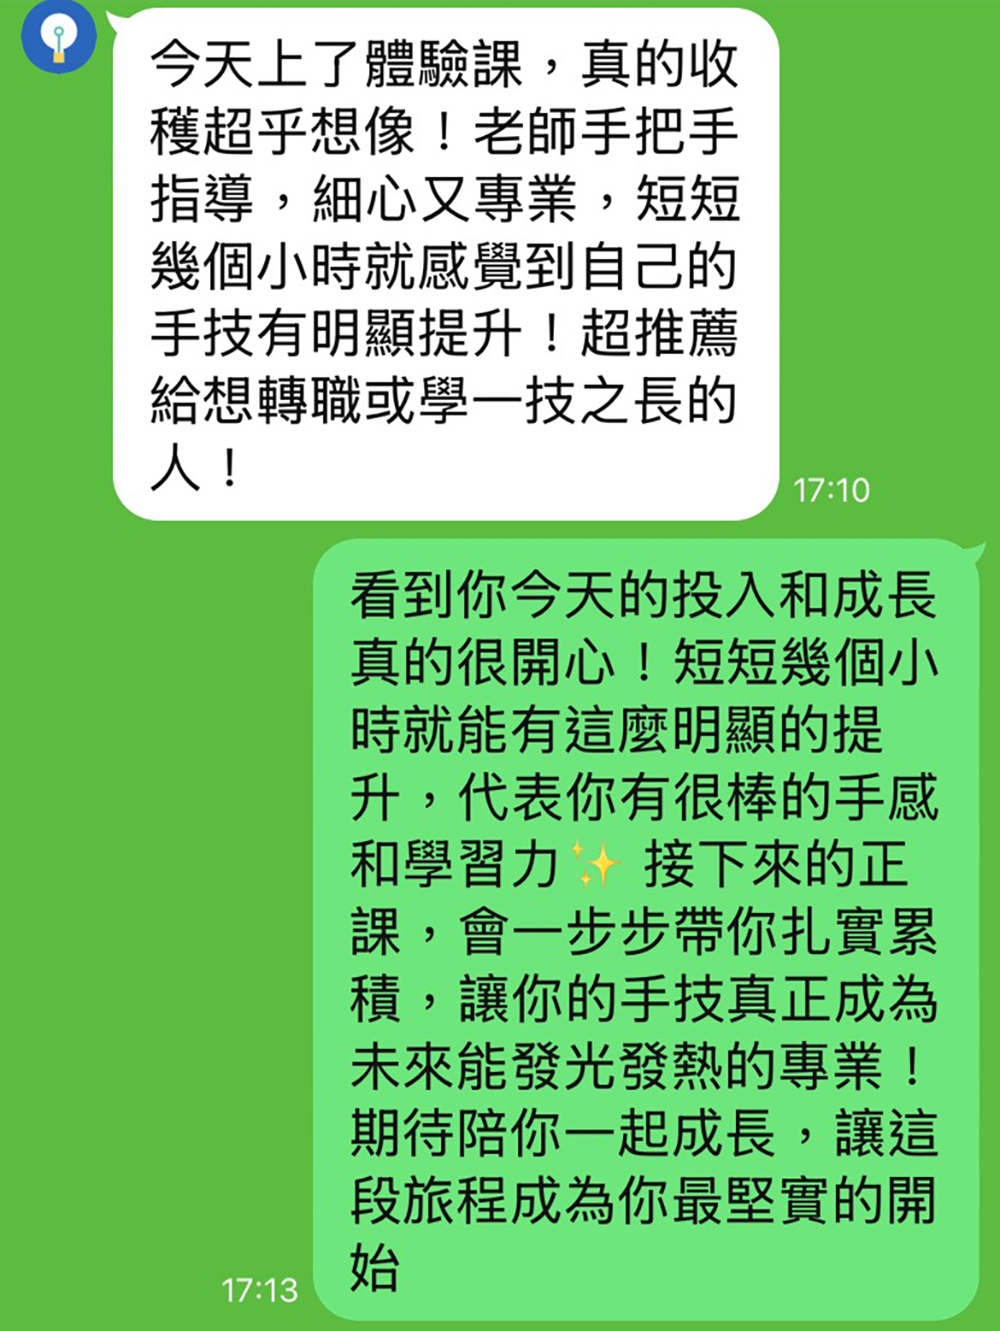 今天上了體驗課，真的收
穫超乎想像！老師手把手
指導，細心又專業，短短
幾個小時就感覺到自己的
手技有明顯提升！超推薦
給想轉職或學一技之長的
人！
17:10
看到你今天的投入和成長
真的很開心！短短幾個小
時就能有這麼明顯的提
升，代表你有很棒的手感
和學習力✨ 接下來的正
課，會一步步帶你扎實累
積，讓你的手技真正成為
未來能發光發熱的專業！
期待陪你一起成長，讓這
段旅程成為你最堅實的開
始
17:13